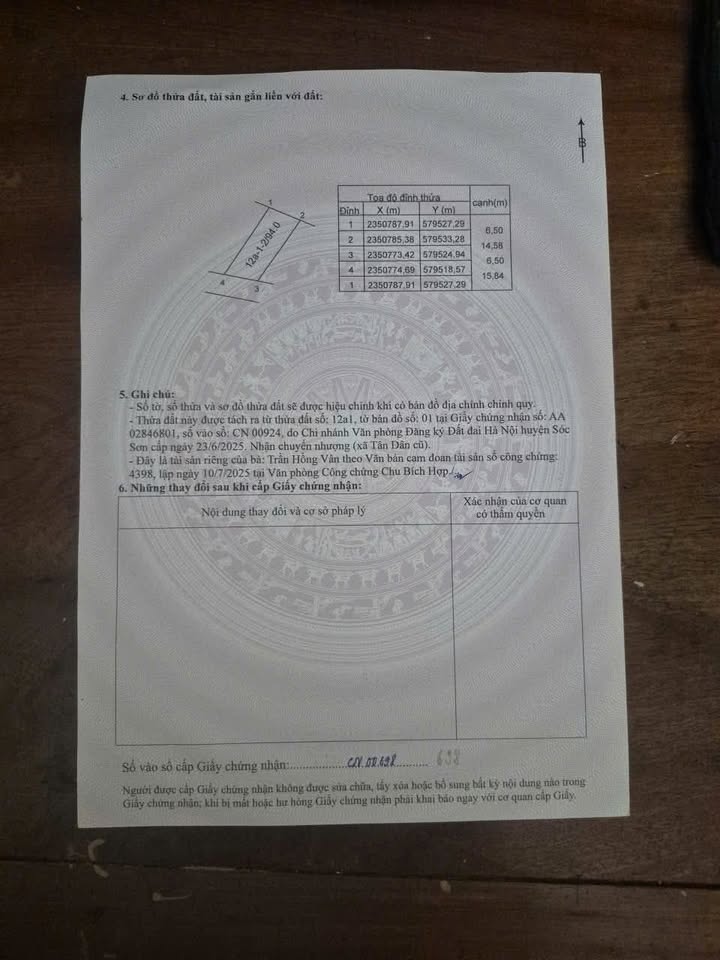 4. Sơ đồ thửa đất, tài sản gắn liền với đất:
B
1
2
12a-1-2/94.0
4
3
Toạ độ đỉnh thửa cạnh(m)
Đỉnh X (m) Y (m)
1 2350787,91 579527,29
6,50
2 2350785,38 579533,28
14,58
3 2350773,42 579524,94
6,50
4 2350774,69 579518,57
15,84
1 2350787,91 579527,29
5. Ghi chú:
- Số tờ, số thửa và sơ đồ thửa đất sẽ được hiệu chỉnh khi có bản đồ địa chính chính quy.
- Thửa đất này được tách ra từ thửa đất số: 12a1, tờ bản đồ số: 01 tại Giấy chứng nhận số: AA
02846801, số vào sổ: CN 00924, do Chi nhánh Văn phòng Đăng ký Đất đai Hà Nội huyện Sóc
Sơn cấp ngày 23/6/2025. Nhận chuyển nhượng (xã Tân Dân cũ).
- Đây là tài sản riêng của bà: Trần Hồng Vân theo Văn bản cam đoan tài sản số công chứng:
4398, lập ngày 10/7/2025 tại Văn phòng Công chứng Chu Bích Hợp./.
6. Những thay đổi sau khi cấp Giấy chứng nhận:
Nội dung thay đổi và cơ sở pháp lý
Xác nhận của cơ quan
có thẩm quyền
Số vào sổ cấp Giấy chứng nhận: CN 00.698 698
Người được cấp Giấy chứng nhận không được sửa chữa, tẩy xóa hoặc bổ sung bất kỳ nội dung nào trong
Giấy chứng nhận; khi bị mất hoặc hư hỏng Giấy chứng nhận phải khai báo ngay với cơ quan cấp Giấy.